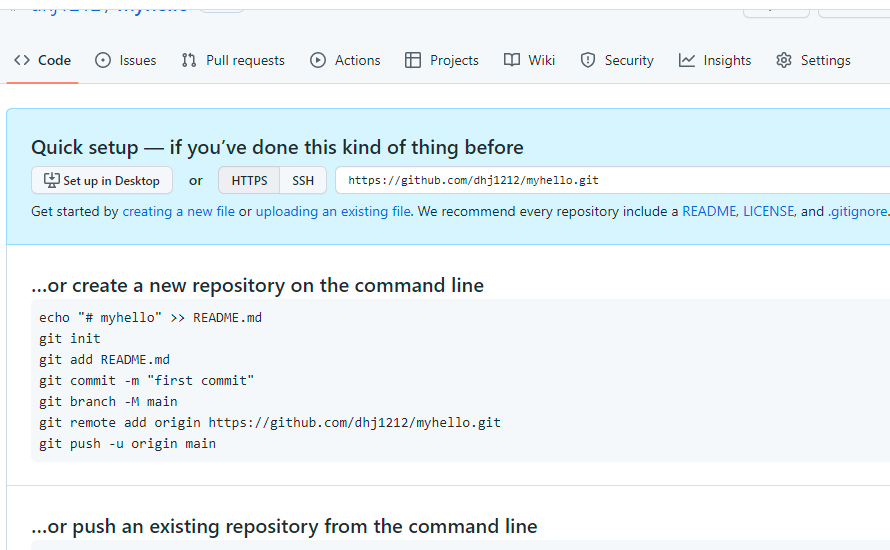 Code Issues Pull requests Actions Projects Wiki Security Insights Settings
Quick setup — if you’ve done this kind of thing before
Set up in Desktop or HTTPS SSH https://github.com/dhj1212/myhello.git
Get started by creating a new file or uploading an existing file. We recommend every repository include a README, LICENSE, and .gitignore.
…or create a new repository on the command line
echo "# myhello" >> README.md
git init
git add README.md
git commit -m "first commit"
git branch -M main
git remote add origin https://github.com/dhj1212/myhello.git
git push -u origin main
…or push an existing repository from the command line